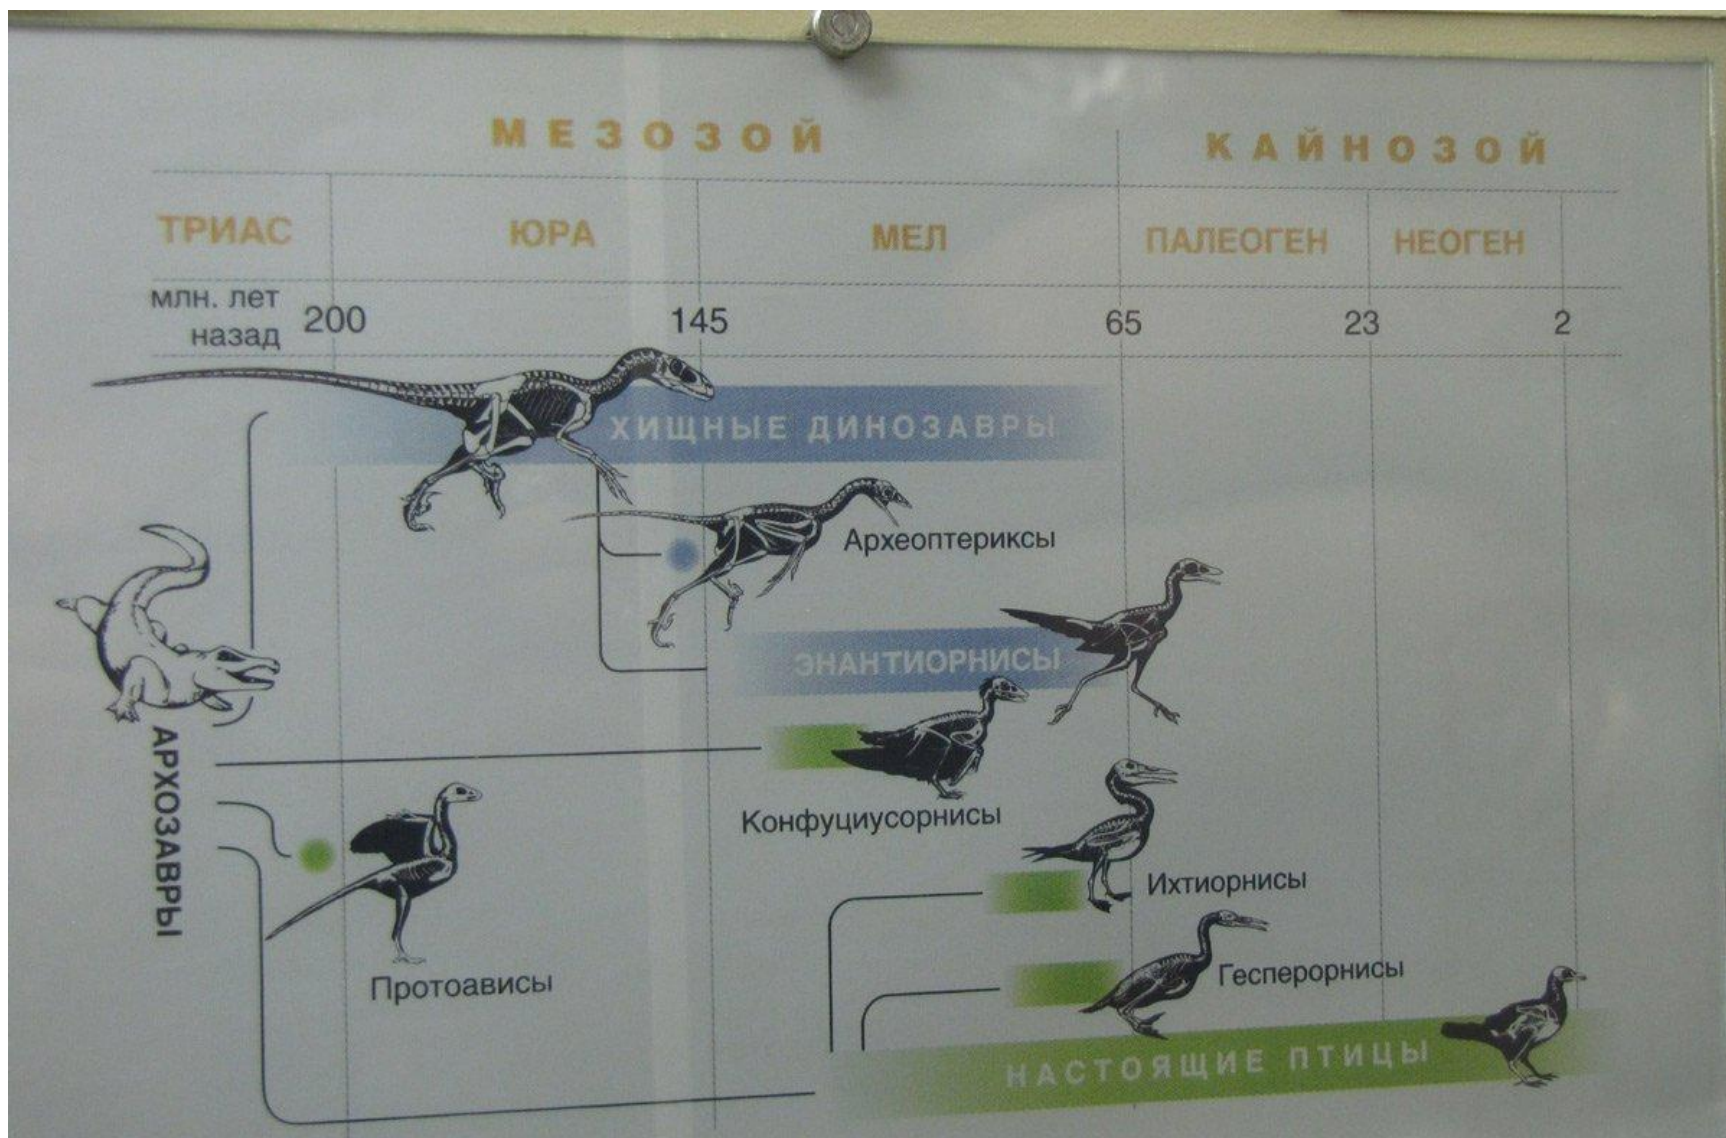 МЕЗОЗОЙ КАЙНОЗОЙ
ТРИАС ЮРА МЕЛ ПАЛЕОГЕН НЕОГЕН
млн. лет
назад 200 145 65 23 2
ХИЩНЫЕ ДИНОЗАВРЫ
Археоптериксы
ЭНАНТИОРНИСЫ
АРХОЗАВРЫ
Конфуциусорнисы
Ихтиорнисы
Протоависы
Гесперорнисы
НАСТОЯЩИЕ ПТИЦЫ